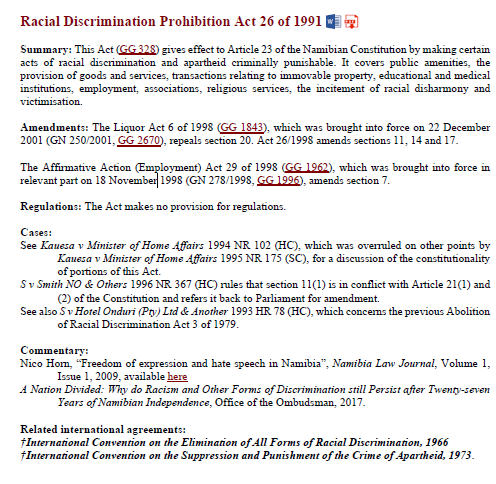 Racial Discrimination Prohibition Act 26 of 1991
Summary: This Act (GG 328) gives effect to Article 23 of the Namibian Constitution by making certain
acts of racial discrimination and apartheid criminally punishable. It covers public amenities, the
provision of goods and services, transactions relating to immovable property, educational and medical
institutions, employment, associations, religious services, the incitement of racial disharmony and
victimisation.
Amendments: The Liquor Act 6 of 1998 (GG 1843), which was brought into force on 22 December
2001 (GN 250/2001, GG 2670), repeals section 20. Act 26/1998 amends sections 11, 14 and 17.
The Affirmative Action (Employment) Act 29 of 1998 (GG 1962), which was brought into force in
relevant part on 18 November 1998 (GN 278/1998, GG 1996), amends section 7.
Regulations: The Act makes no provision for regulations.
Cases:
See Kauesa v Minister of Home Affairs 1994 NR 102 (HC), which was overruled on other points by
Kauesa v Minister of Home Affairs 1995 NR 175 (SC), for a discussion of the constitutionality
of portions of this Act.
S v Smith NO & Others 1996 NR 367 (HC) rules that section 11(1) is in conflict with Article 21(1) and
(2) of the Constitution and refers it back to Parliament for amendment.
See also S v Hotel Onduri (Pty) Ltd & Another 1993 HR 78 (HC), which concerns the previous Abolition
of Racial Discrimination Act 3 of 1979.
Commentary:
Nico Horn, “Freedom of expression and hate speech in Namibia”, Namibia Law Journal, Volume 1,
Issue 1, 2009, available here
A Nation Divided: Why do Racism and Other Forms of Discrimination still Persist after Twenty-seven
Years of Namibian Independence, Office of the Ombudsman, 2017.
Related international agreements:
†International Convention on the Elimination of All Forms of Racial Discrimination, 1966
†International Convention on the Suppression and Punishment of the Crime of Apartheid, 1973.